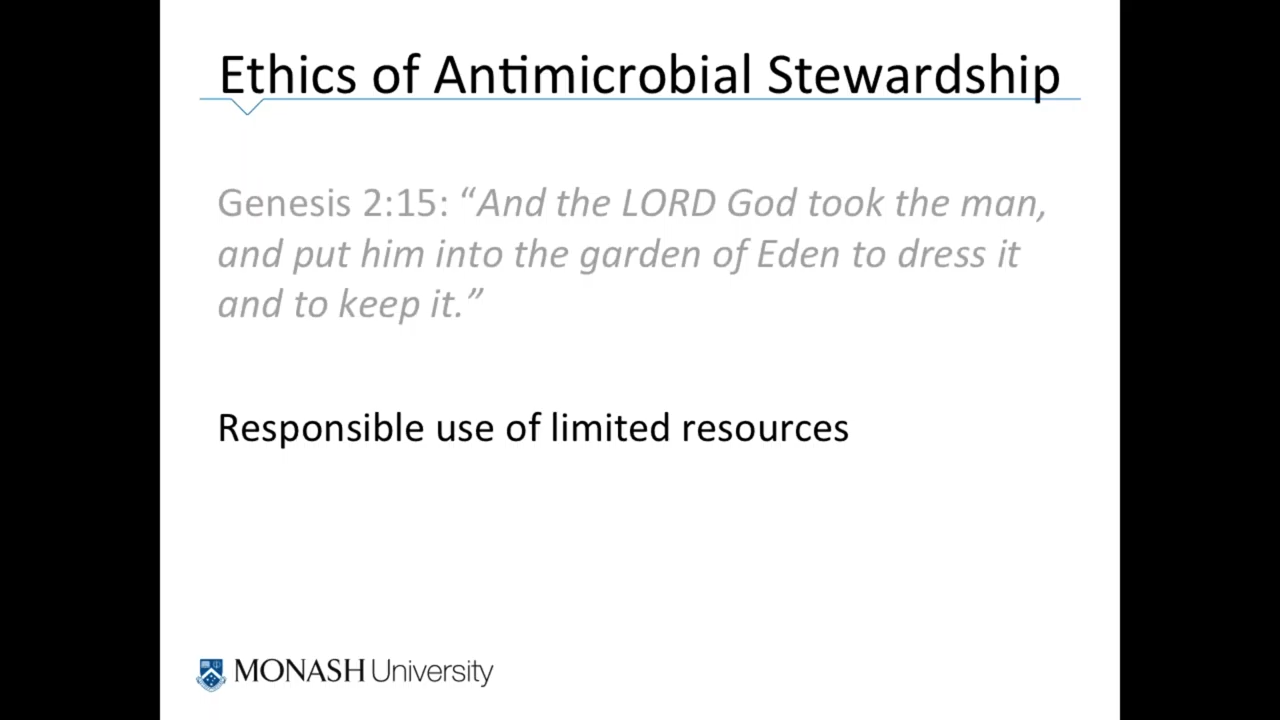 Ethics of Antimicrobial Stewardship
Genesis 2:15: “And the LORD God took the man,
and put him into the garden of Eden to dress it
and to keep it.”
Responsible use of limited resources
MONASH University